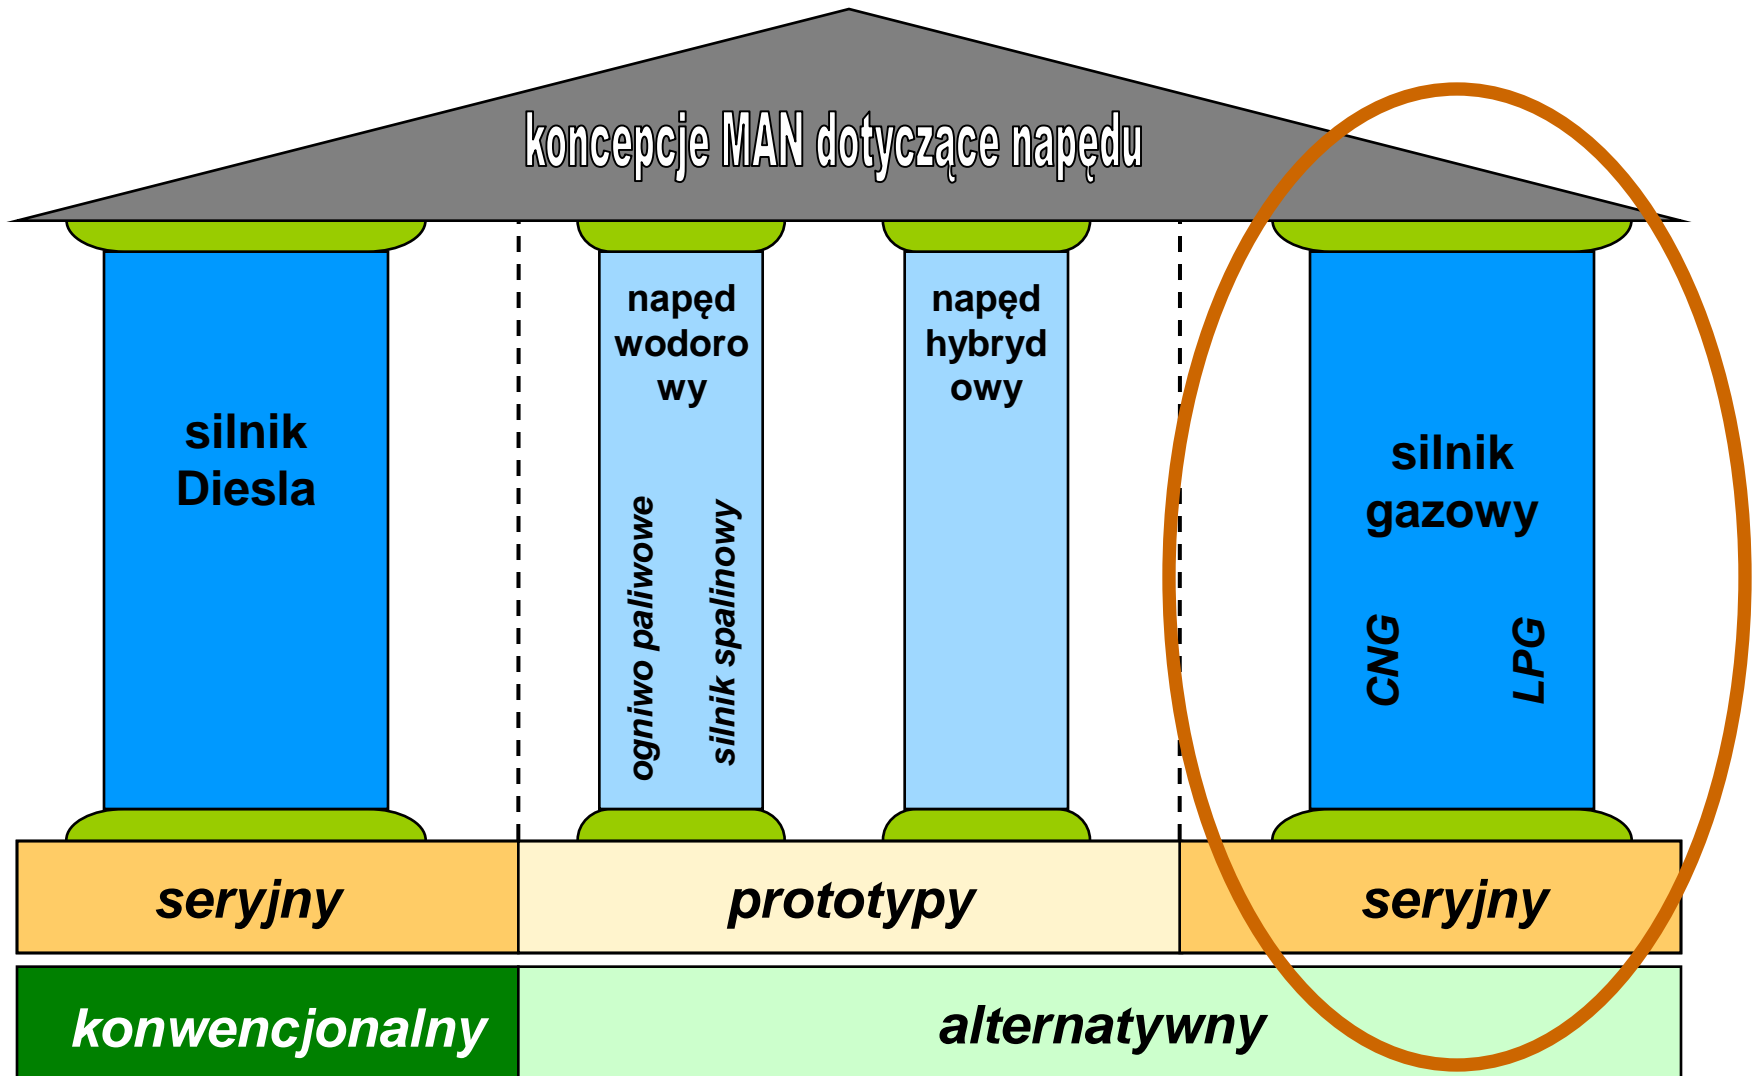 koncepcje MAN dotyczące napędu
silnik
Diesla
napęd
wodoro
wy
ogniwo paliwowe
silnik spalinowy
napęd
hybryd
owy
silnik
gazowy
CNG
LPG
seryjny
prototypy
seryjny
konwencjonalny
alternatywny